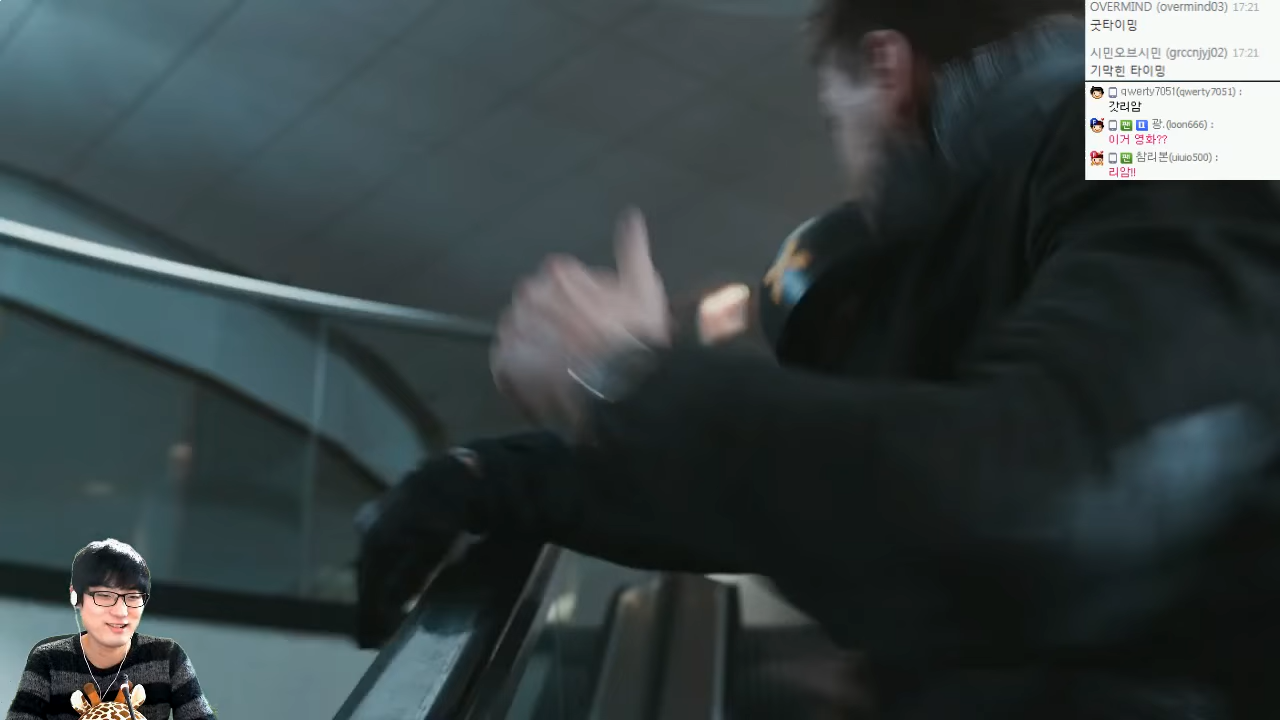 OVERMIND (overmind03) 17:21
굿타이밍
시민오브시민 (grccnjyj02) 17:21
기막힌 타이밍
qwerty7051(qwerty7051) :
갓리암
팬 광.(loon666) :
이거 영화??
팬 참리본(uiuio500) :
리암!!